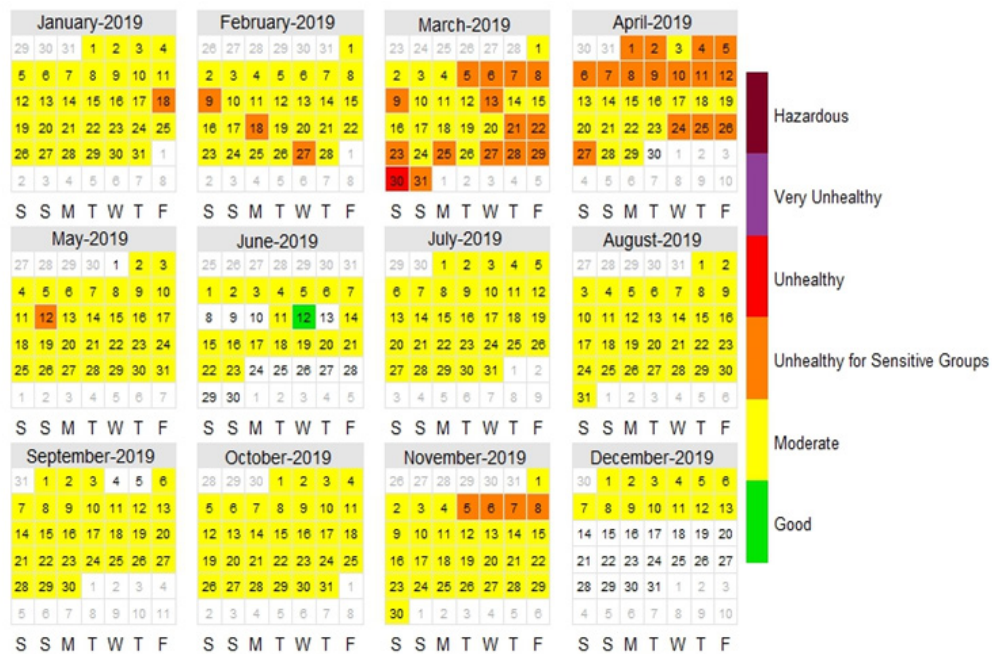 January-2019
29 30 31 1 2 3 4
5 6 7 8 9 10 11
12 13 14 15 16 17 18
19 20 21 22 23 24 25
26 27 28 29 30 31 1
2 3 4 5 6 7 8
S S M T W T F
February-2019
26 27 28 29 30 31 1
2 3 4 5 6 7 8
9 10 11 12 13 14 15
16 17 18 19 20 21 22
23 24 25 26 27 28 1
2 3 4 5 6 7 8
S S M T W T F
March-2019
23 24 25 26 27 28 1
2 3 4 5 6 7 8
9 10 11 12 13 14 15
16 17 18 19 20 21 22
23 24 25 26 27 28 29
30 31 1 2 3 4 5
S S M T W T F
April-2019
30 31 1 2 3 4 5
6 7 8 9 10 11 12
13 14 15 16 17 18 19
20 21 22 23 24 25 26
27 28 29 30 1 2 3
4 5 6 7 8 9 10
S S M T W T F
May-2019
27 28 29 30 1 2 3
4 5 6 7 8 9 10
11 12 13 14 15 16 17
18 19 20 21 22 23 24
25 26 27 28 29 30 31
1 2 3 4 5 6 7
S S M T W T F
June-2019
25 26 27 28 29 30 31
1 2 3 4 5 6 7
8 9 10 11 12 13 14
15 16 17 18 19 20 21
22 23 24 25 26 27 28
29 30 1 2 3 4 5
S S M T W T F
July-2019
29 30 1 2 3 4 5
6 7 8 9 10 11 12
13 14 15 16 17 18 19
20 21 22 23 24 25 26
27 28 29 30 31 1 2
3 4 5 6 7 8 9
S S M T W T F
August-2019
27 28 29 30 31 1 2
3 4 5 6 7 8 9
10 11 12 13 14 15 16
17 18 19 20 21 22 23
24 25 26 27 28 29 30
31 1 2 3 4 5 6
S S M T W T F
September-2019
31 1 2 3 4 5 6
7 8 9 10 11 12 13
14 15 16 17 18 19 20
21 22 23 24 25 26 27
28 29 30 1 2 3 4
5 6 7 8 9 10 11
S S M T W T F
October-2019
28 29 30 1 2 3 4
5 6 7 8 9 10 11
12 13 14 15 16 17 18
19 20 21 22 23 24 25
26 27 28 29 30 31 1
2 3 4 5 6 7 8
S S M T W T F
November-2019
26 27 28 29 30 31 1
2 3 4 5 6 7 8
9 10 11 12 13 14 15
16 17 18 19 20 21 22
23 24 25 26 27 28 29
30 1 2 3 4 5 6
S S M T W T F
December-2019
30 1 2 3 4 5 6
7 8 9 10 11 12 13
14 15 16 17 18 19 20
21 22 23 24 25 26 27
28 29 30 31 1 2 3
4 5 6 7 8 9 10
S S M T W T F
Hazardous
Very Unhealthy
Unhealthy
Unhealthy for Sensitive Groups
Moderate
Good